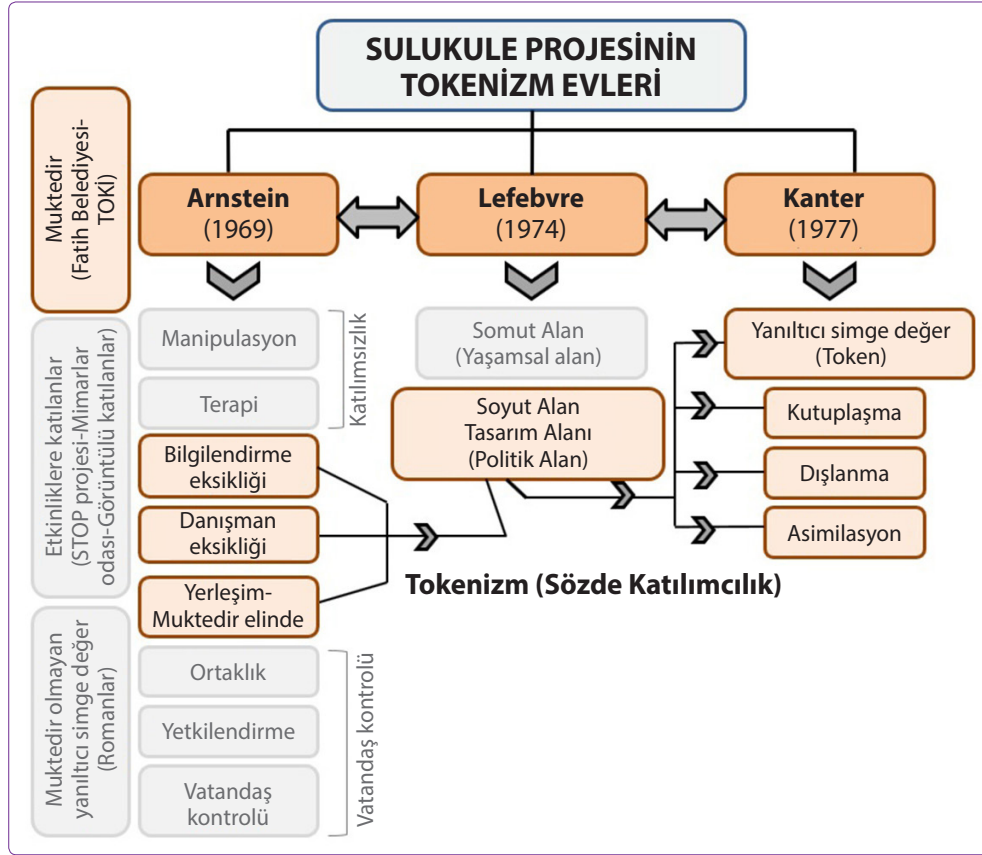 SULUKULE PROJESİNİN
TOKENİZM EVLERİ
Muktedir
(Fatih Belediyesi-
TOKİ)
Arnstein
(1969)
Lefebvre
(1974)
Kanter
(1977)
Etkinliklere katılanlar
(STOP projesi-Mimarlar
odası-Görüntülü katılanlar)
Manipulasyon
Terapi
Katılımsızlık
Bilgilendirme
eksikliği
Danışman
eksikliği
Yerleşim-
Muktedir elinde
Somut Alan
(Yaşamsal alan)
Soyut Alan
Tasarım Alanı
(Politik Alan)
Yanıltıcı simge değer
(Token)
Kutuplaşma
Dışlanma
Asimilasyon
Tokenizm (Sözde Katılımcılık)
Muktedir olmayan
yanıltıcı simge değer
(Romanlar)
Ortaklık
Yetkilendirme
Vatandaş
kontrolü
Vatandaş kontrolü